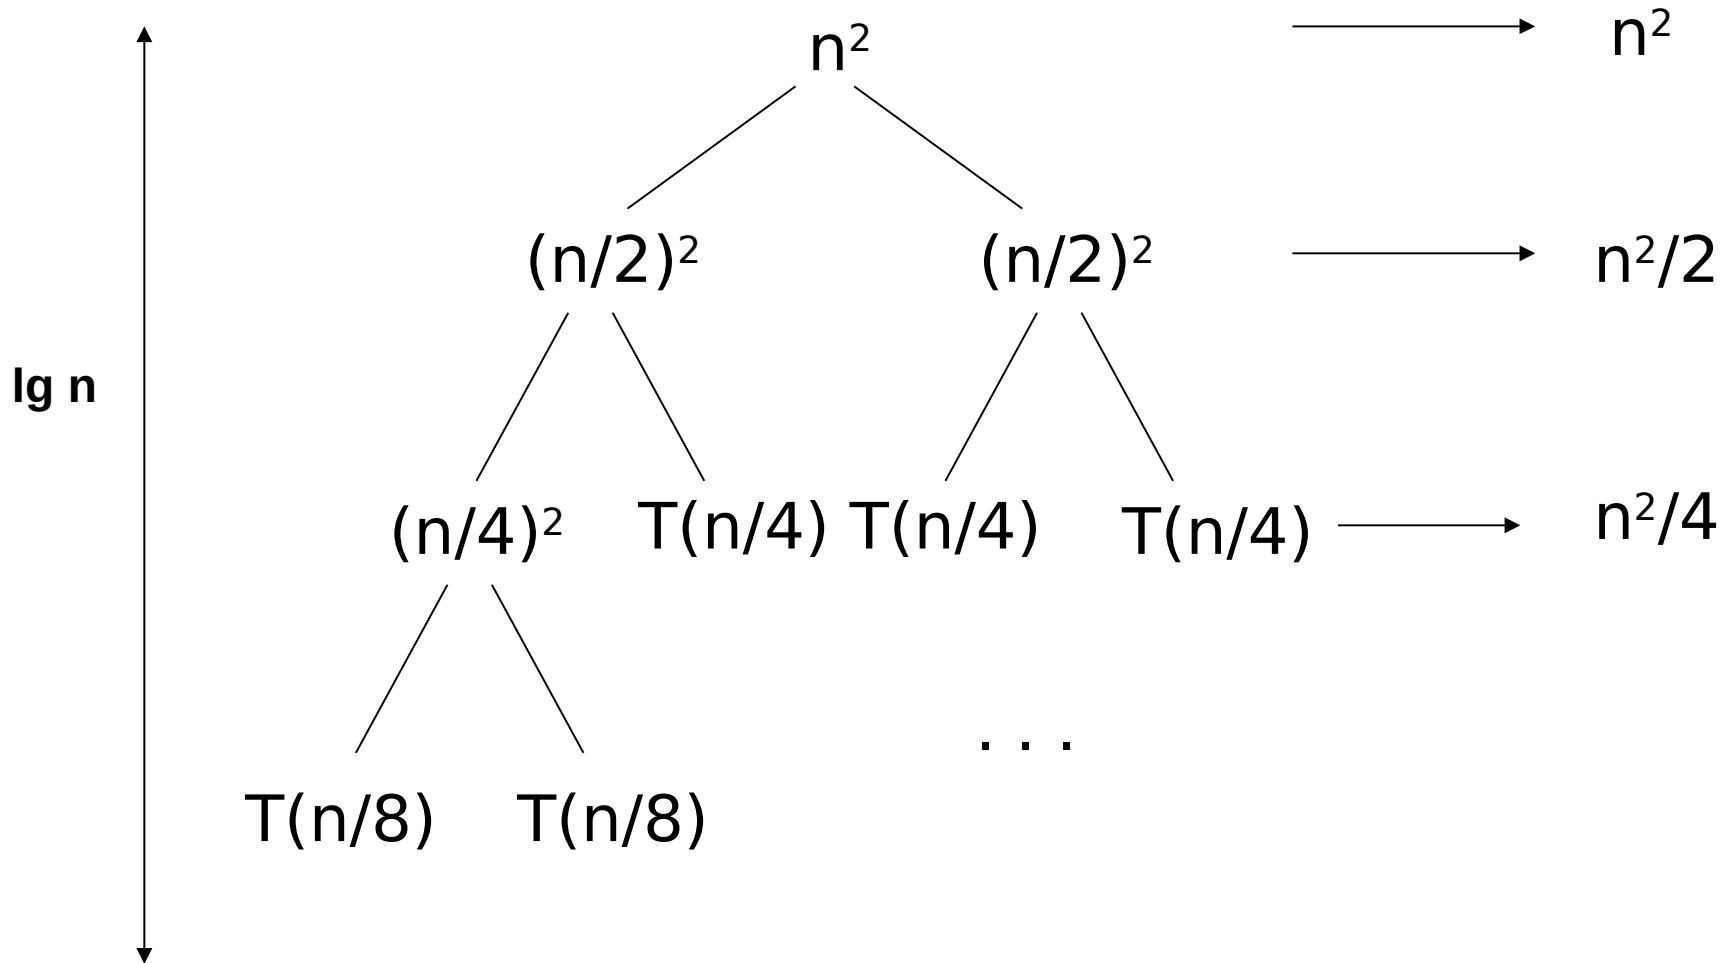 n² n²
(n/2)² (n/2)² n²/2
lg n
(n/4)² T(n/4) T(n/4) T(n/4) n²/4
. . .
T(n/8) T(n/8)